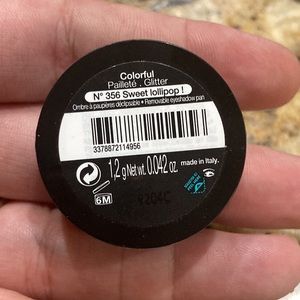 Colorful
Pailleté . Glitter
N° 356 Sweet lollipop !
Ombre à paupières déclipsable • Removable eyeshadow pan
3378872114956
1,2 g Net wt. 0.042 oz made in Italy.
6M